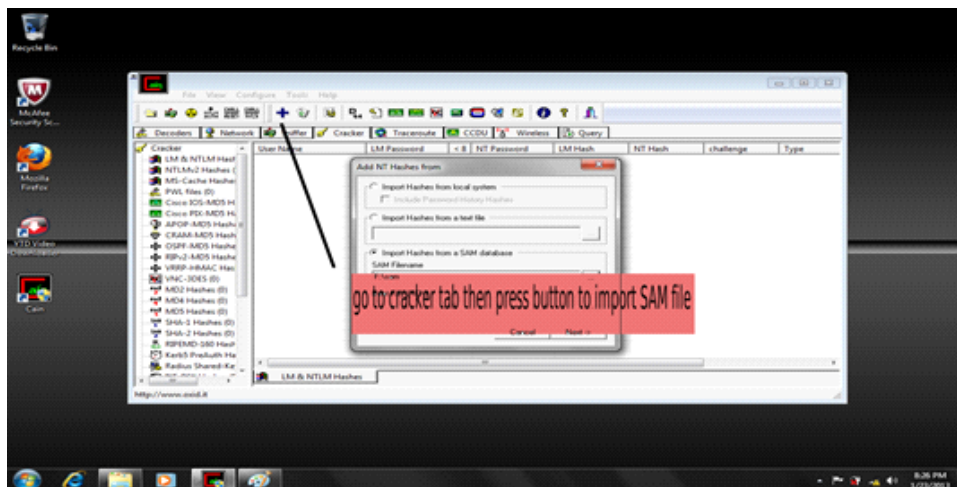 Recycle Bin
McAfee
Security Sc...
Mozilla
Firefox
YTD Video
Cain
File View Configure Tools Help
Decoders Network Sniffer Cracker Traceroute CCDU Wireless Query
Cracker
LM & NTLM Hash
NTLMv2 Hashes (
MS-Cache Hashes
PWL files (0)
Cisco IOS-MD5 H
Cisco PIX-MD5 H
APOP-MD5 Hashe
CRAM-MD5 Hashe
OSPF-MD5 Hashe
RIPv2-MD5 Hashe
VRRP-HMAC Has
VNC-3DES (0)
MD2 Hashes (0)
MD4 Hashes (0)
MD5 Hashes (0)
SHA-1 Hashes (0)
SHA-2 Hashes (0)
RIPEMD-160 Hash
Kerb5 PreAuth Ha
Radius Shared-Ke
User Name LM Password < 8 NT Password LM Hash NT Hash challenge Type
Add NT Hashes from
Import Hashes from local system
Include Password History Hashes
Import Hashes from a text file
...
Import Hashes from a SAM database
SAM Filename
go to cracker tab then press button to import SAM file
Cancel Next ->
LM & NTLM Hashes
http://www.oxid.it
8:26 PM